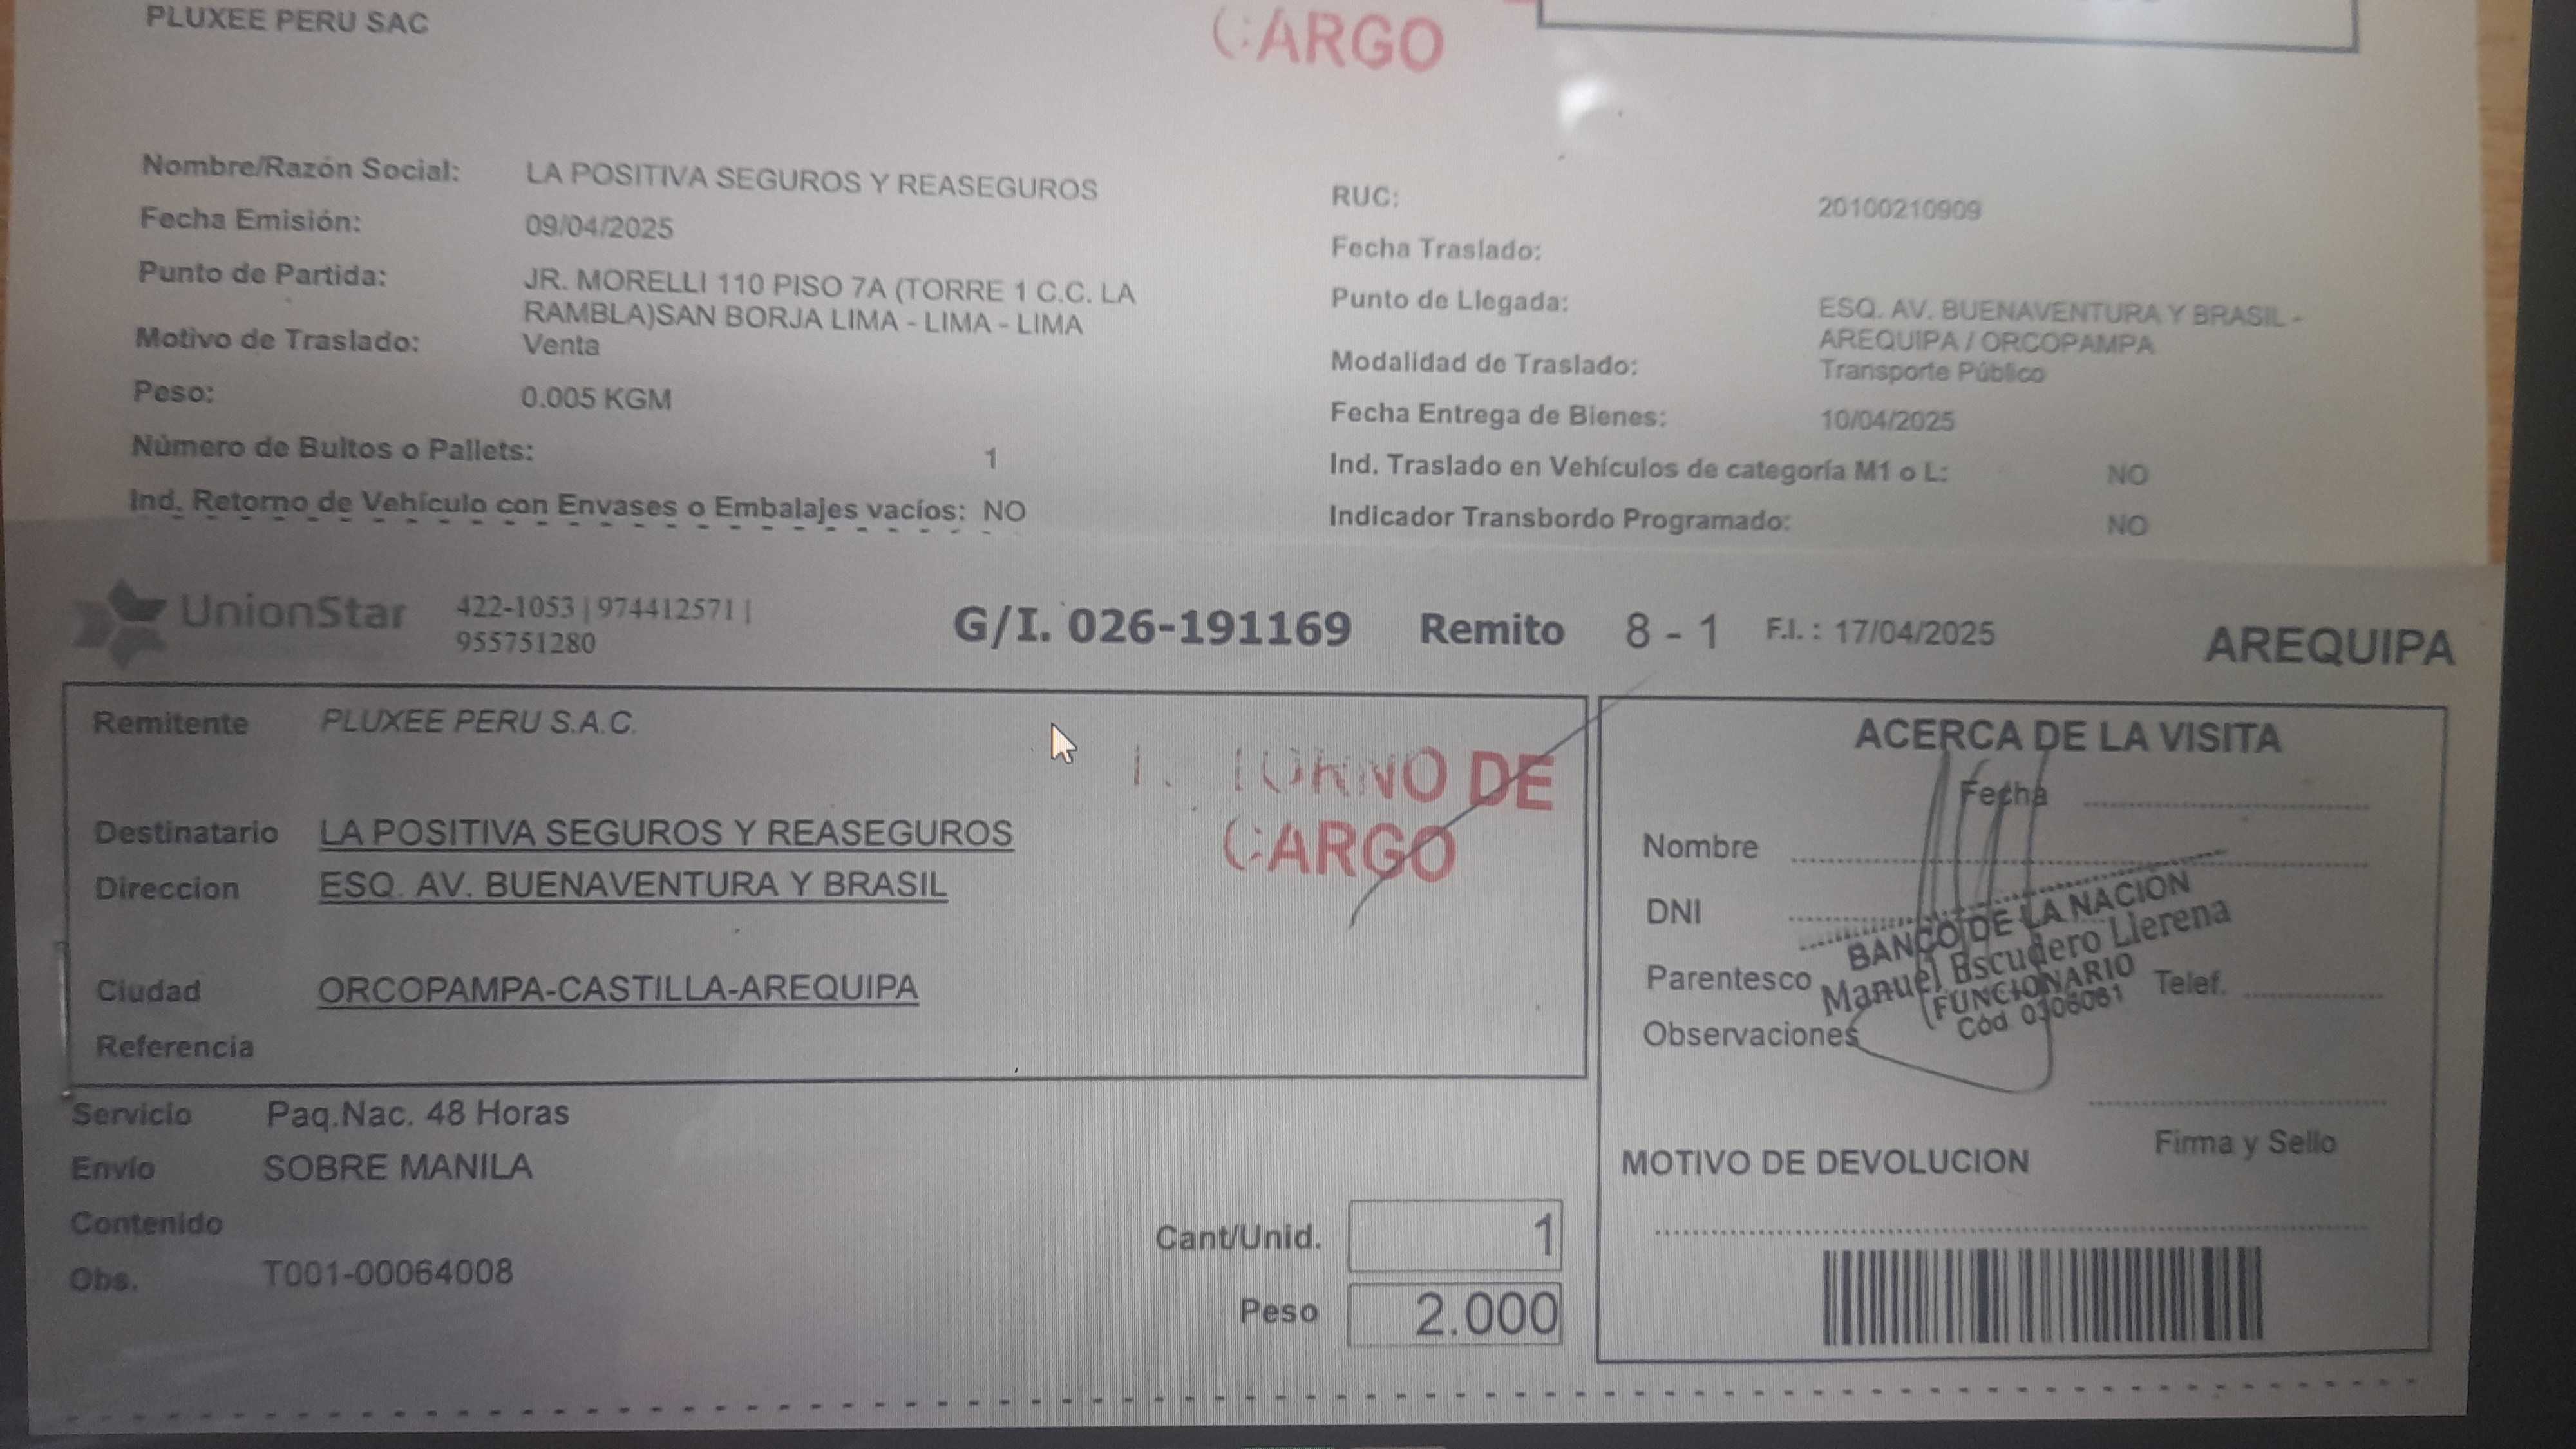 PLUXEE PERU SAC
CARGO
Nombre/Razón Social: LA POSITIVA SEGUROS Y REASEGUROS
RUC: 20100210909
Fecha Emisión: 09/04/2025
Fecha Traslado:
Punto de Partida: JR. MORELLI 110 PISO 7A (TORRE 1 C.C. LA
RAMBLA)SAN BORJA LIMA - LIMA - LIMA
Punto de Llegada: ESQ. AV. BUENAVENTURA Y BRASIL -
AREQUIPA / ORCOPAMPA
Motivo de Traslado: Venta
Modalidad de Traslado: Transporte Público
Peso: 0.005 KGM
Fecha Entrega de Bienes: 10/04/2025
Número de Bultos o Pallets: 1
Ind. Traslado en Vehículos de categoría M1 o L: NO
Ind. Retorno de Vehículo con Envases o Embalajes vacíos: NO
Indicador Transbordo Programado: NO
UnionStar
422-1053 | 974412571 |
955751280
G/I. 026-191169 Remito 8 - 1 F.I. : 17/04/2025 AREQUIPA
Remitente PLUXEE PERU S.A.C.
DE
CARGO
Destinatario LA POSITIVA SEGUROS Y REASEGUROS
Direccion ESQ. AV. BUENAVENTURA Y BRASIL
Ciudad ORCOPAMPA-CASTILLA-AREQUIPA
Referencia
Servicio Paq.Nac. 48 Horas
Envío SOBRE MANILA
Contenido
Obs. T001-00064008
Cant/Unid. 1
Peso 2.000
ACERCA DE LA VISITA
Fecha
Nombre
DNI
Parentesco
Telef.
Observaciones
BANCO DE LA NACION
Manuel Escudero Llerena
FUNCIONARIO
Cód 0306081
Firma y Sello
MOTIVO DE DEVOLUCION